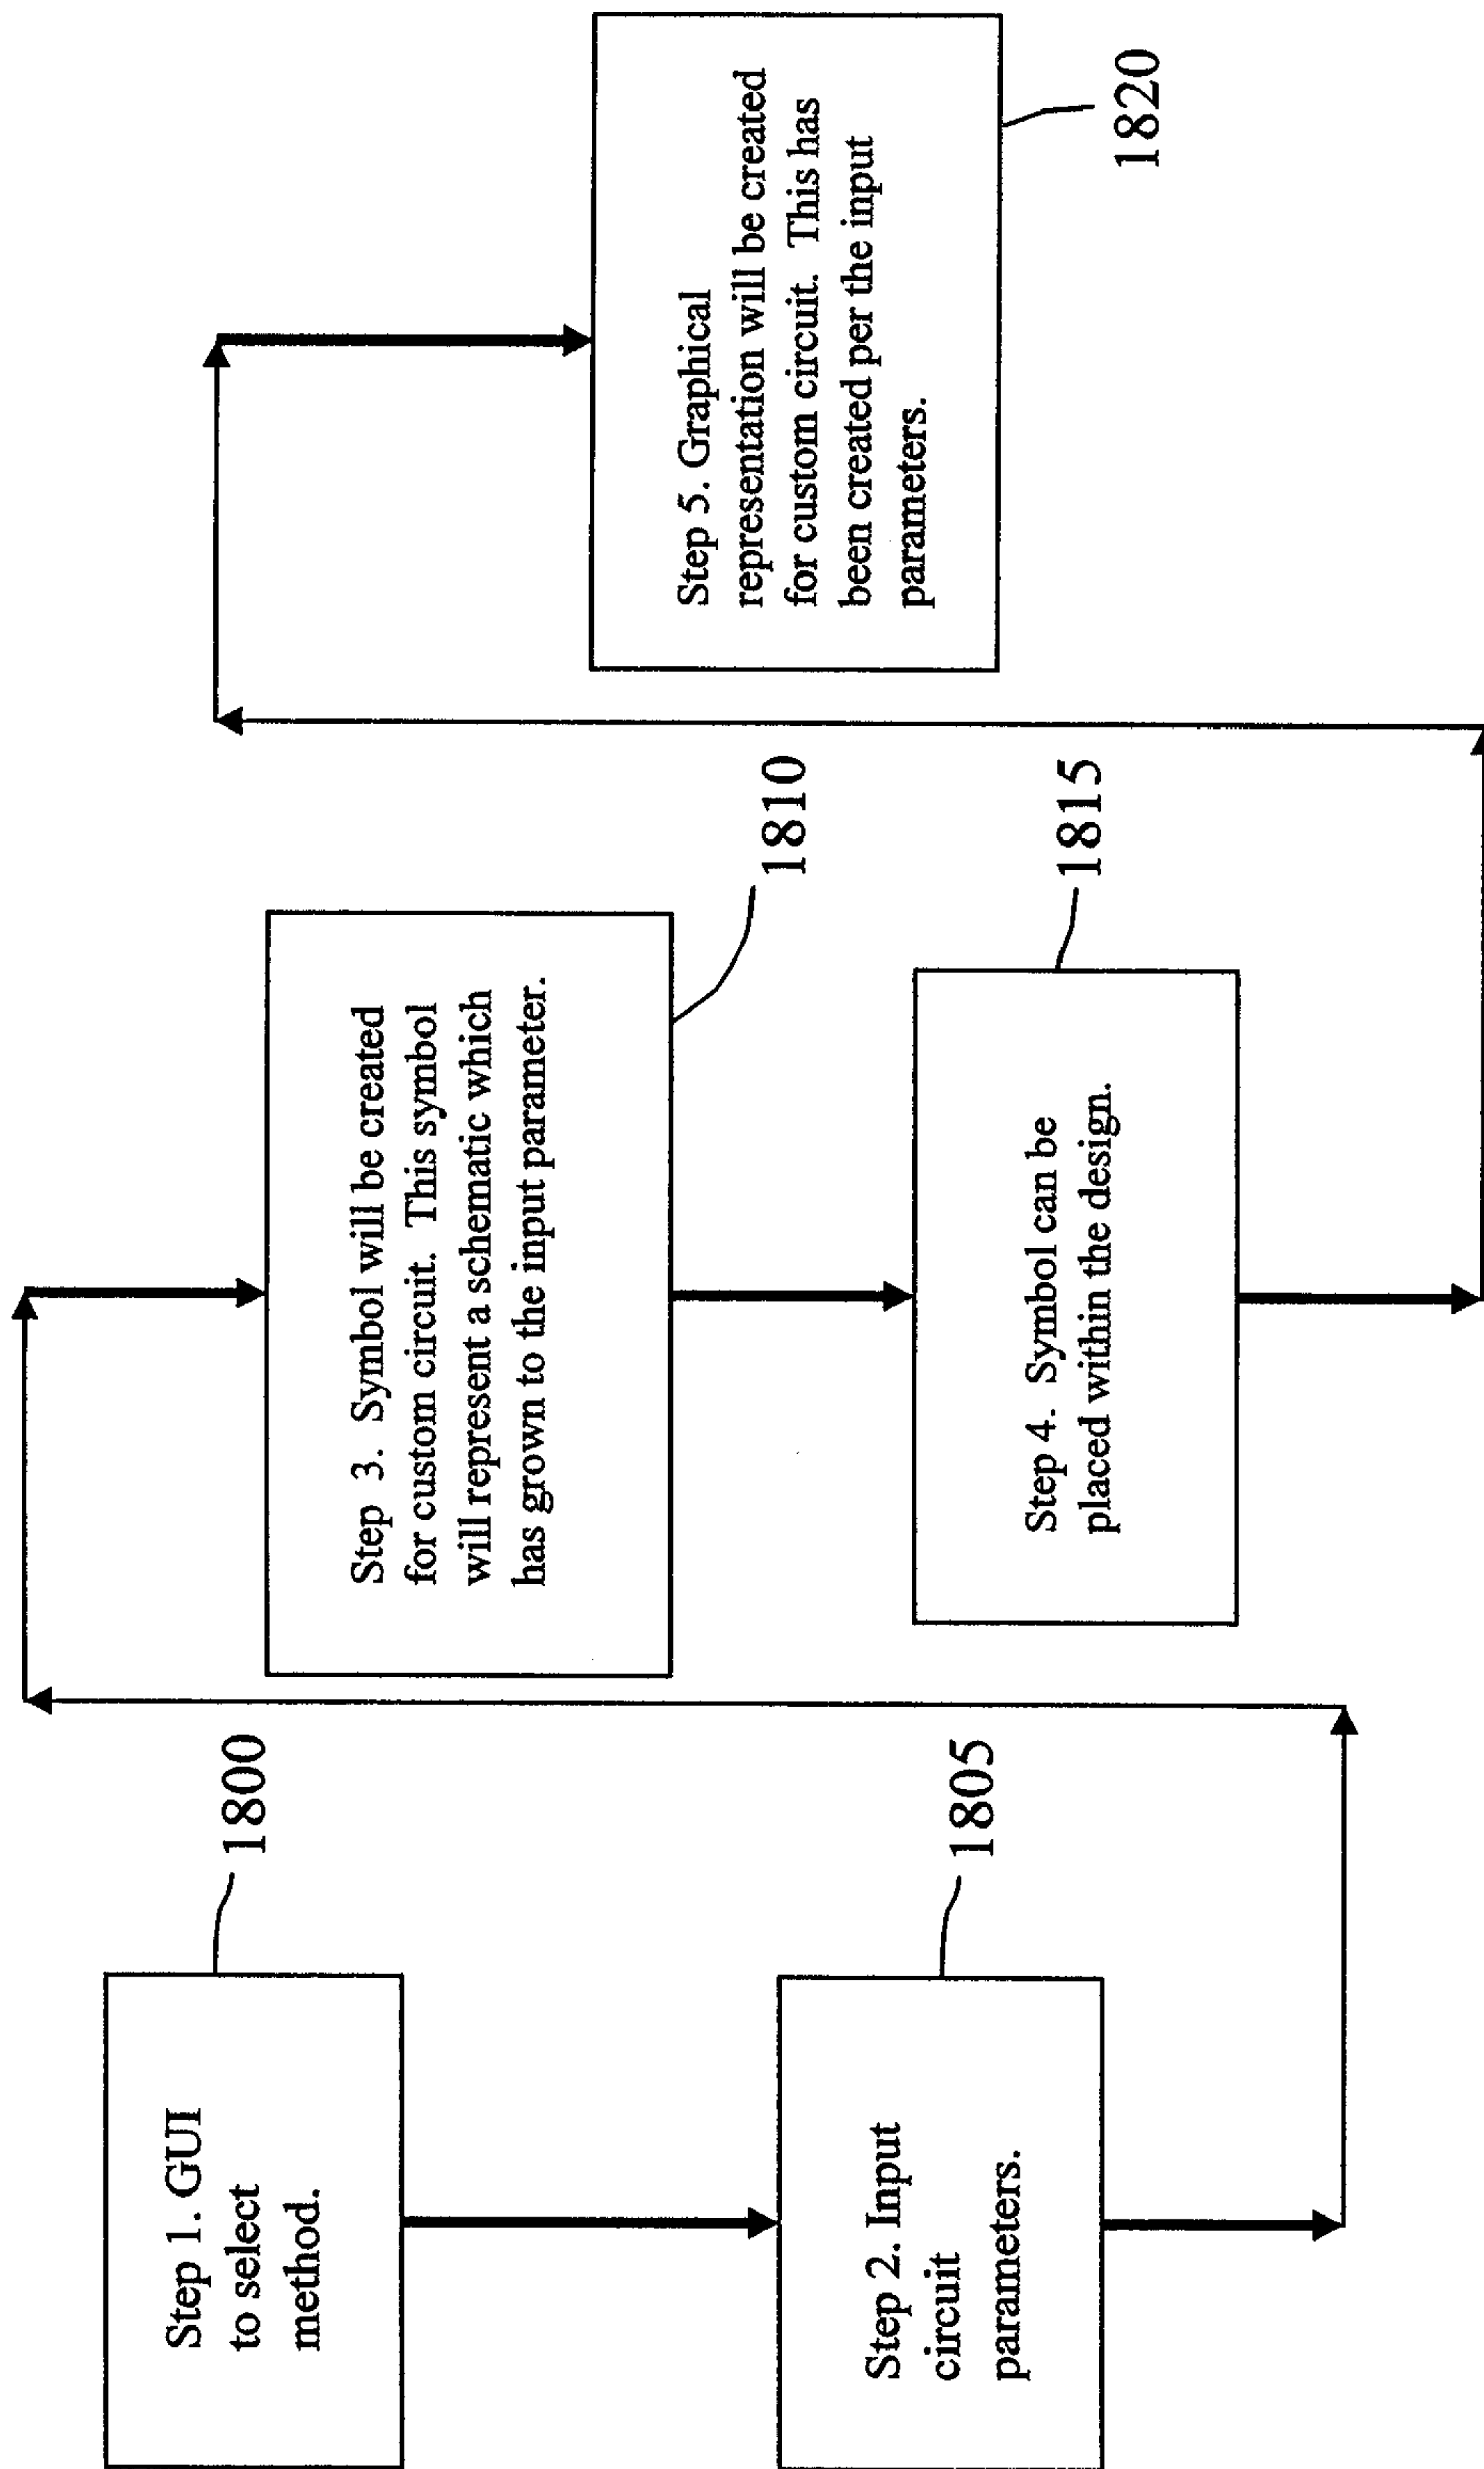 Step 1. GUI
to select
method.
1800
Step 2. Input
circuit
parameters.
1805
Step 3. Symbol will be created
for custom circuit. This symbol
will represent a schematic which
has grown to the input parameter.
1810
Step 4. Symbol can be
placed within the design.
1815
Step 5. Graphical
representation will be created
for custom circuit. This has
been created per the input
parameters.
1820